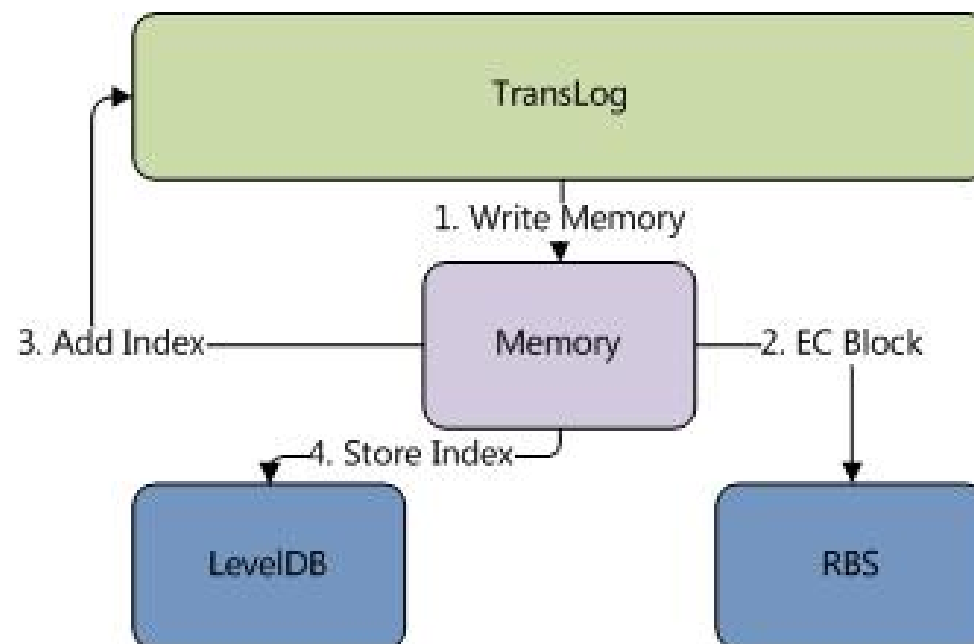 TransLog
1. Write Memory
3. Add Index
Memory
2. EC Block
4. Store Index
LevelDB
RBS